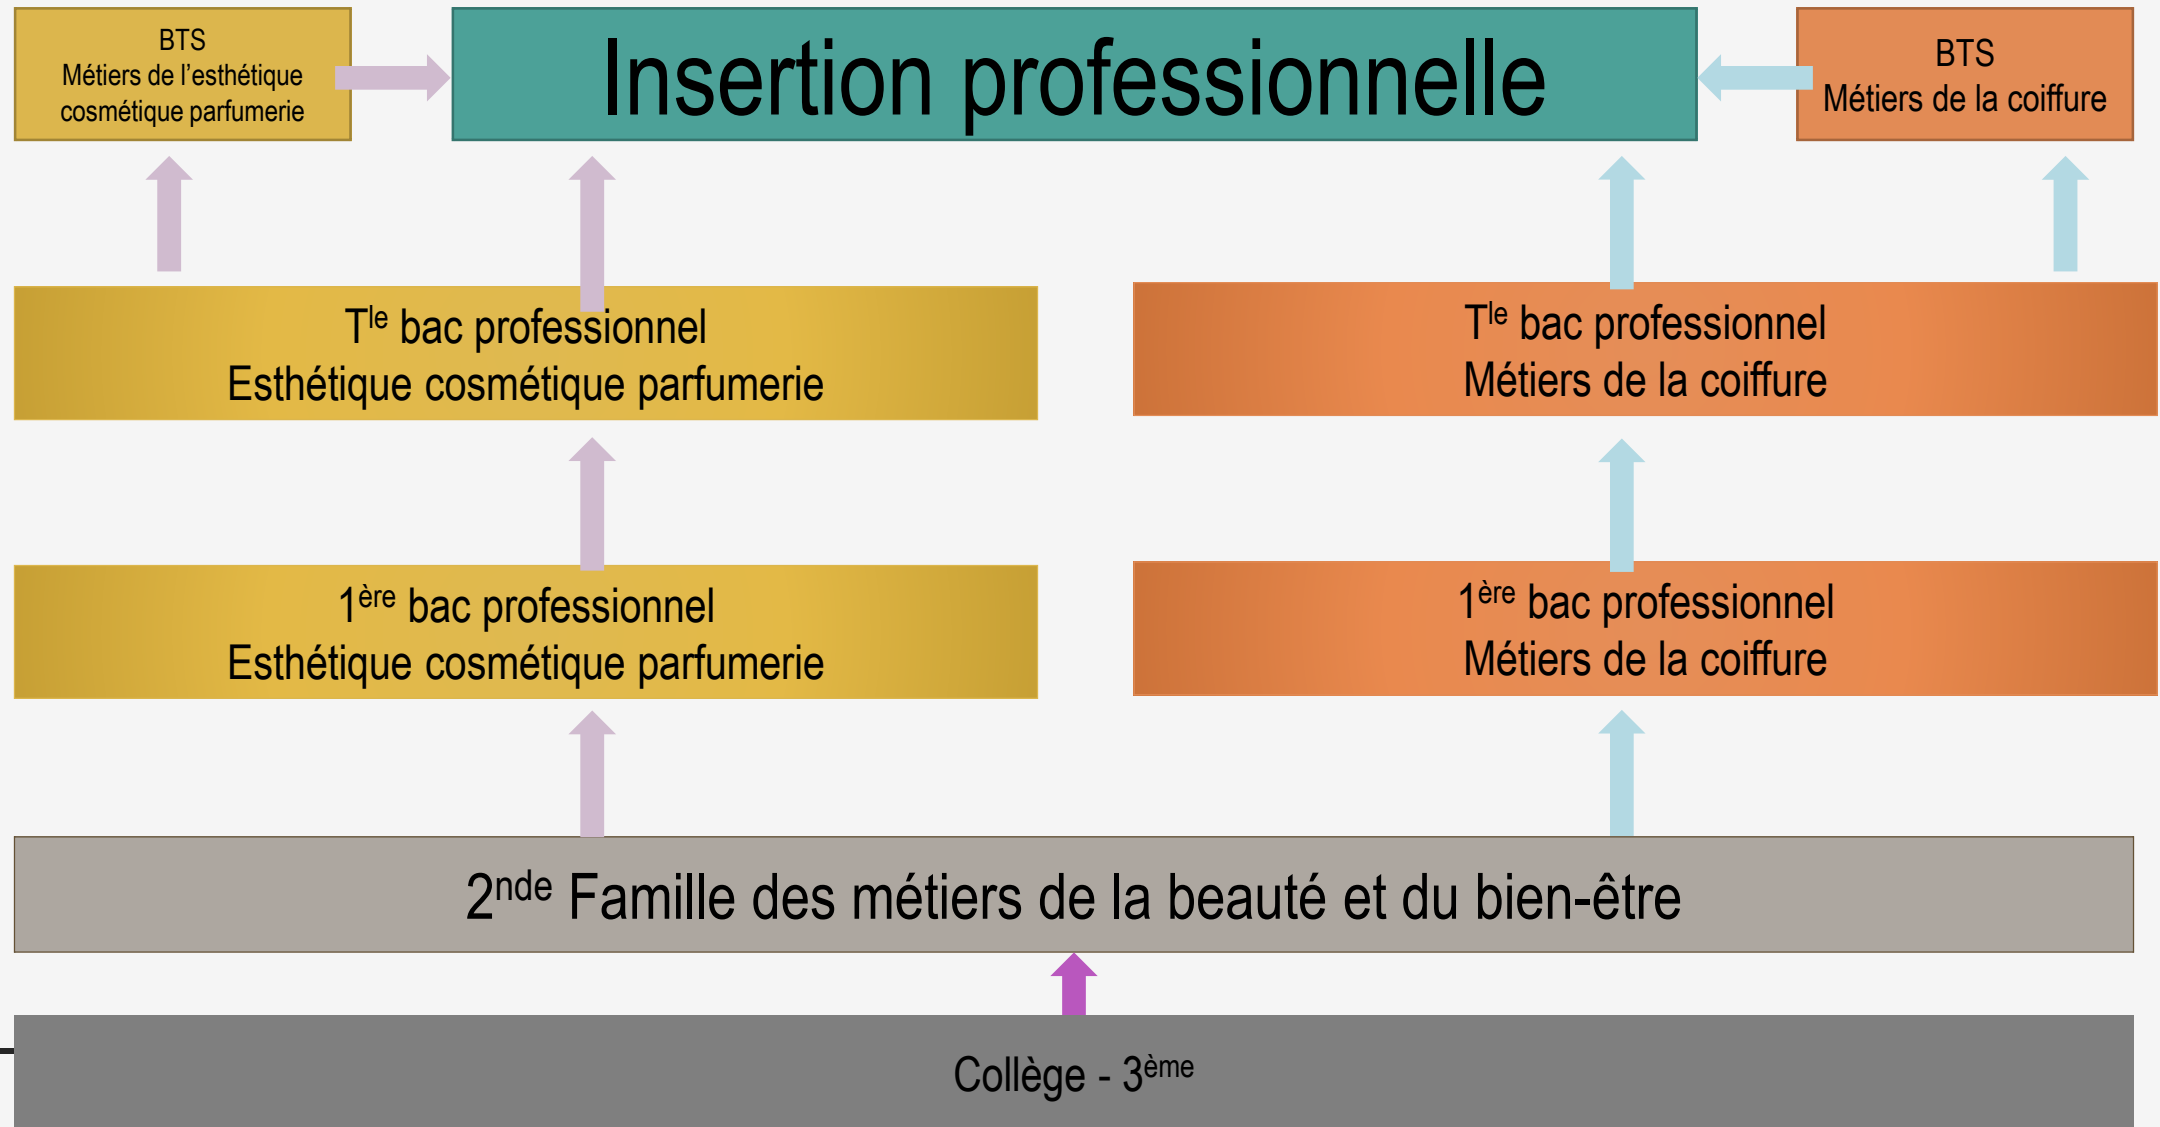 BTS
Métiers de l’esthétique
cosmétique parfumerie
Insertion professionnelle
BTS
Métiers de la coiffure
Tle bac professionnel
Esthétique cosmétique parfumerie
Tle bac professionnel
Métiers de la coiffure
1ère bac professionnel
Esthétique cosmétique parfumerie
1ère bac professionnel
Métiers de la coiffure
2nde Famille des métiers de la beauté et du bien-être
Collège - 3ème